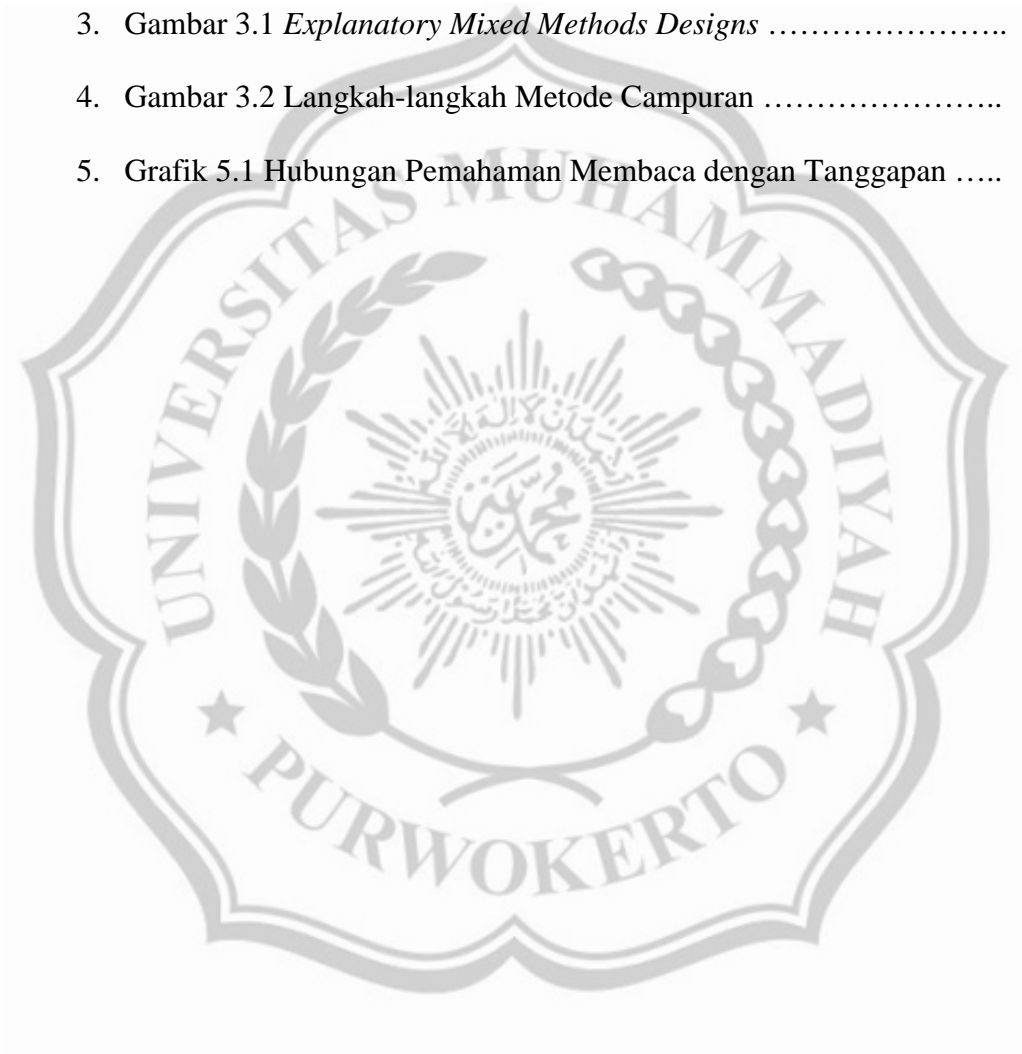 3. Gambar 3.1 Explanatory Mixed Methods Designs …………………..
4. Gambar 3.2 Langkah-langkah Metode Campuran …………………..
5. Grafik 5.1 Hubungan Pemahaman Membaca dengan Tanggapan …..
UNIVERSITAS MUHAMMADIYAH
PURWOKERTO